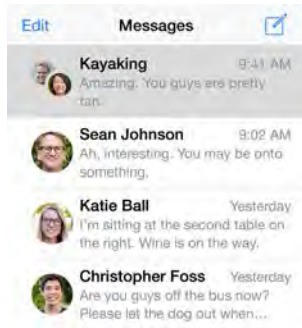 Edit Messages
Kayaking 9:41 AM
Amazing. You guys are pretty
tan.
Sean Johnson 9:02 AM
Ah, interesting. You may be onto
something.
Katie Ball Yesterday
I'm sitting at the second table on
the right. Wine is on the way.
Christopher Foss Yesterday
Are you guys off the bus now?
Please let the dog out when...